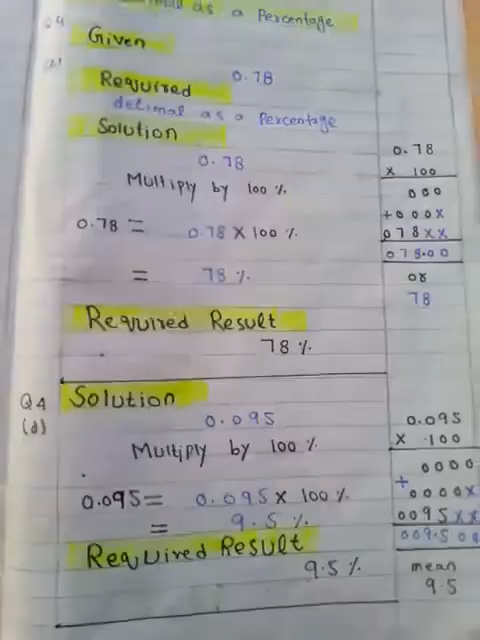 as a Percentage
Q4
Given
0.78
Required
decimal as a Percentage
Solution
0.78
0.78
x 100
Multiply by 100 %
000
+000x
0.78 = 0.78 x 100 %
078xx
078.00
= 78 %
or
78
Required Result
78 %
Q4
(d)
Solution
0.095
0.095
x .100
Multiply by 100 %
0000
+
0000x
0.095 = 0.095 x 100 %
0095xx
= 9.5 %
009.500
Required Result
9.5 %
mean
9.5